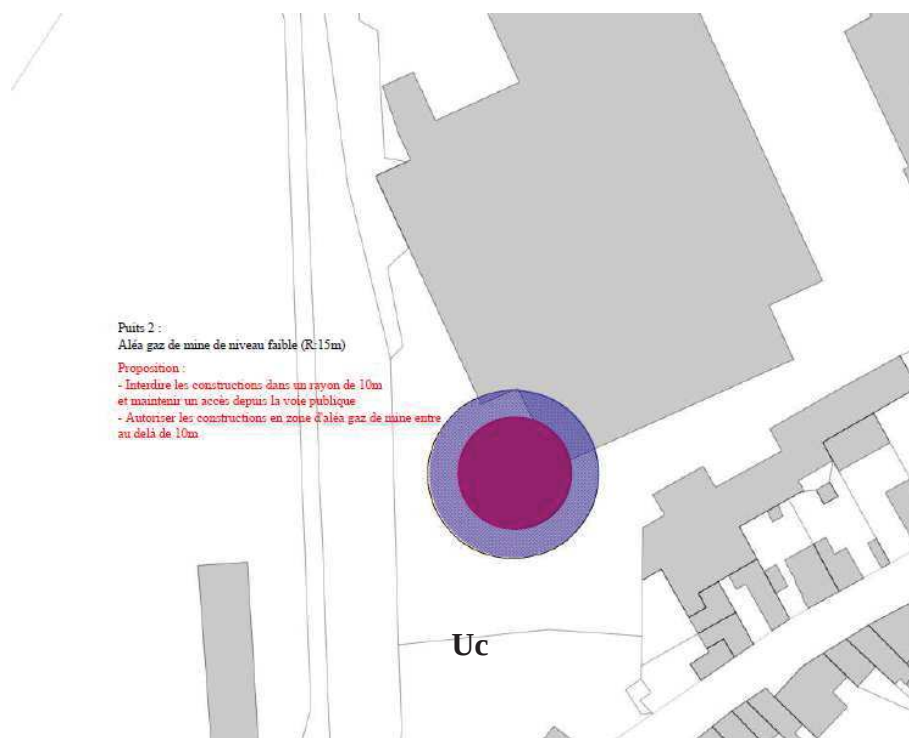 Puits 2 :
Aléa gaz de mine de niveau faible (R:15m)
Proposition :
- Interdire les constructions dans un rayon de 10m
et maintenir un accès depuis la voie publique
- Autoriser les constructions en zone d'aléa gaz de mine entre
au delà de 10m
Uc